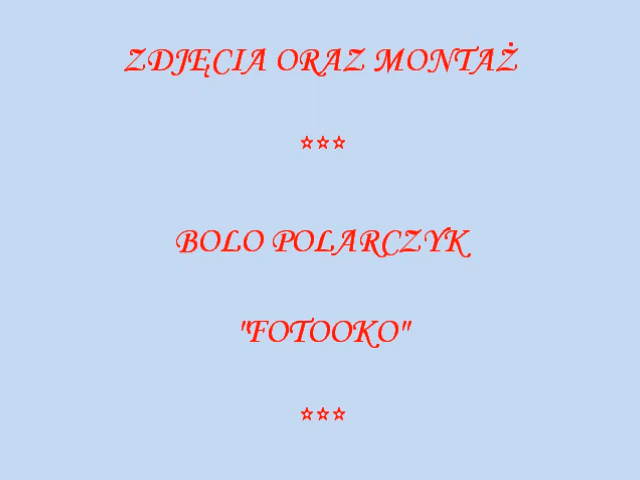 ZDJĘCIA ORAZ MONTAŻ
***
BOLO POLARCZYK
"FOTOOKO"
***